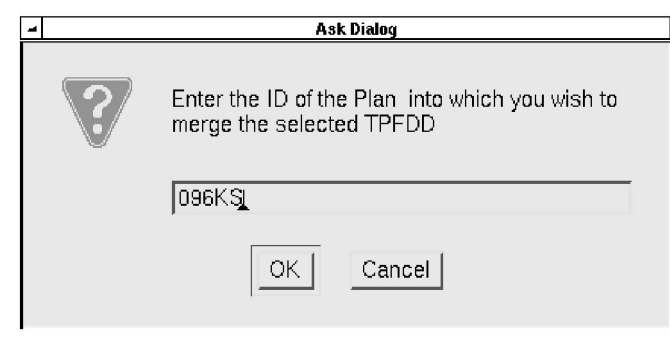 Ask Dialog
Enter the ID of the Plan into which you wish to
merge the selected TPFDD
096KS
OK Cancel